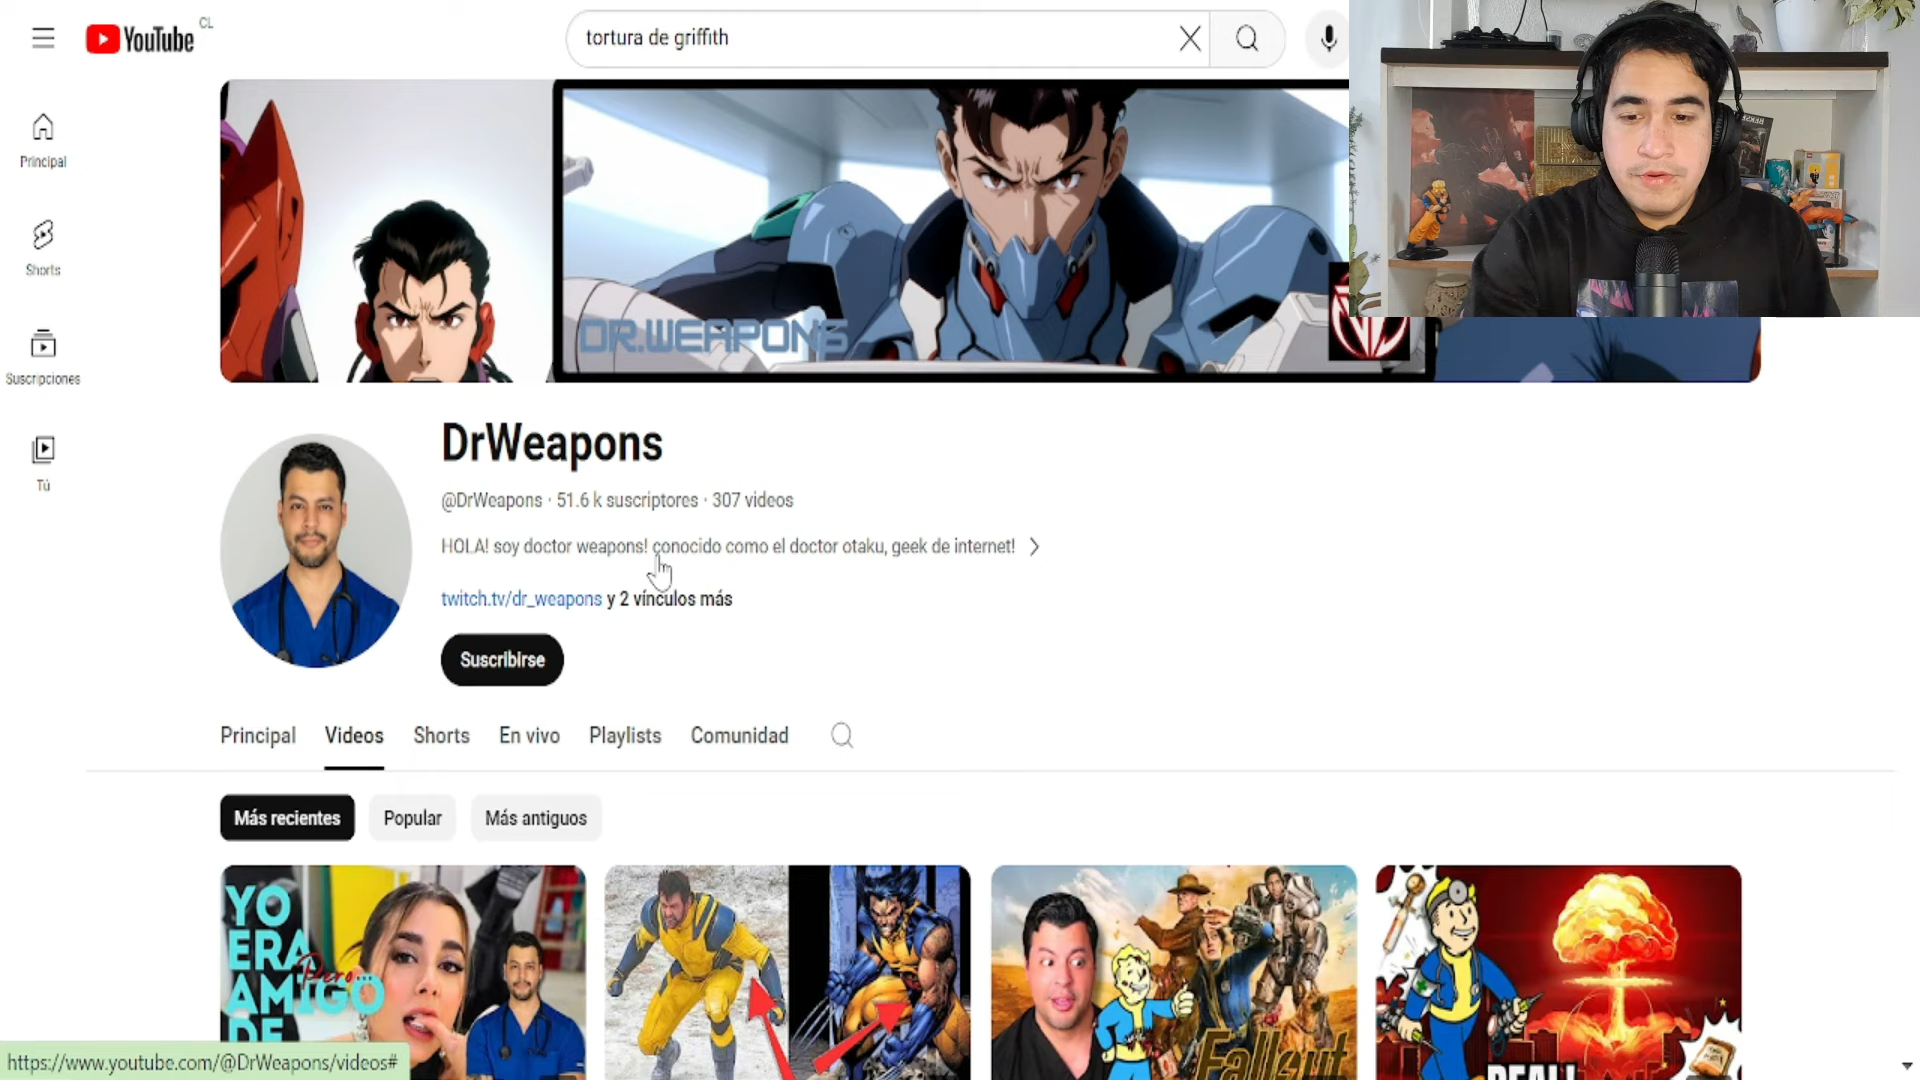 YouTube CL
tortura de griffith
Principal
Shorts
Suscripciones
Tú
DR.WEAPONS
DrWeapons
@DrWeapons · 51.6 k suscriptores · 307 videos
HOLA! soy doctor weapons! conocido como el doctor otaku, geek de internet!
twitch.tv/dr_weapons y 2 vínculos más
Suscribirse
Principal Videos Shorts En vivo Playlists Comunidad
Más recientes Popular Más antiguos
YO
ERA
Pero...
AMIGO
DE
Fallout
REAL!
https://www.youtube.com/@DrWeapons/videos#